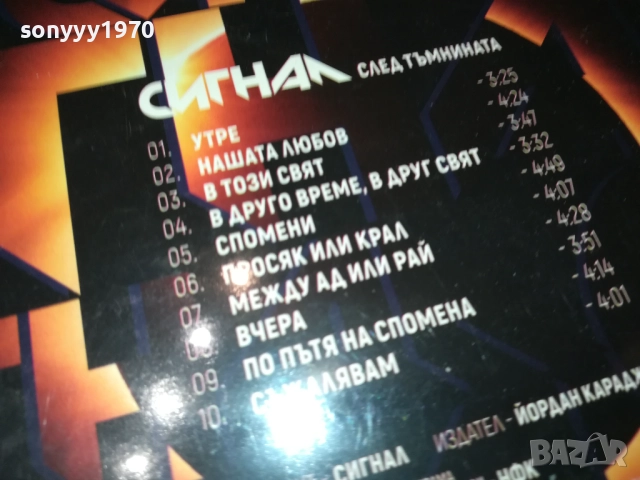 sonyyy1970
СИГНАЛ СЛЕД ТЪМНИНАТА
01. УТРЕ - 3:25
02. НАШАТА ЛЮБОВ - 4:24
03. В ТОЗИ СВЯТ - 3:47
04. В ДРУГО ВРЕМЕ, В ДРУГ СВЯТ - 3:32
05. СПОМЕНИ - 4:49
06. ПРОСЯК ИЛИ КРАЛ - 4:07
07. МЕЖДУ АД ИЛИ РАЙ - 4:28
08. ВЧЕРА - 3:51
09. ПО ПЪТЯ НА СПОМЕНА - 4:14
10. СЪЖАЛЯВАМ - 4:01
- СИГНАЛ ИЗДАТЕЛ - ЙОРДАН КАРАДЖ
НФК
BAZAR
.bg